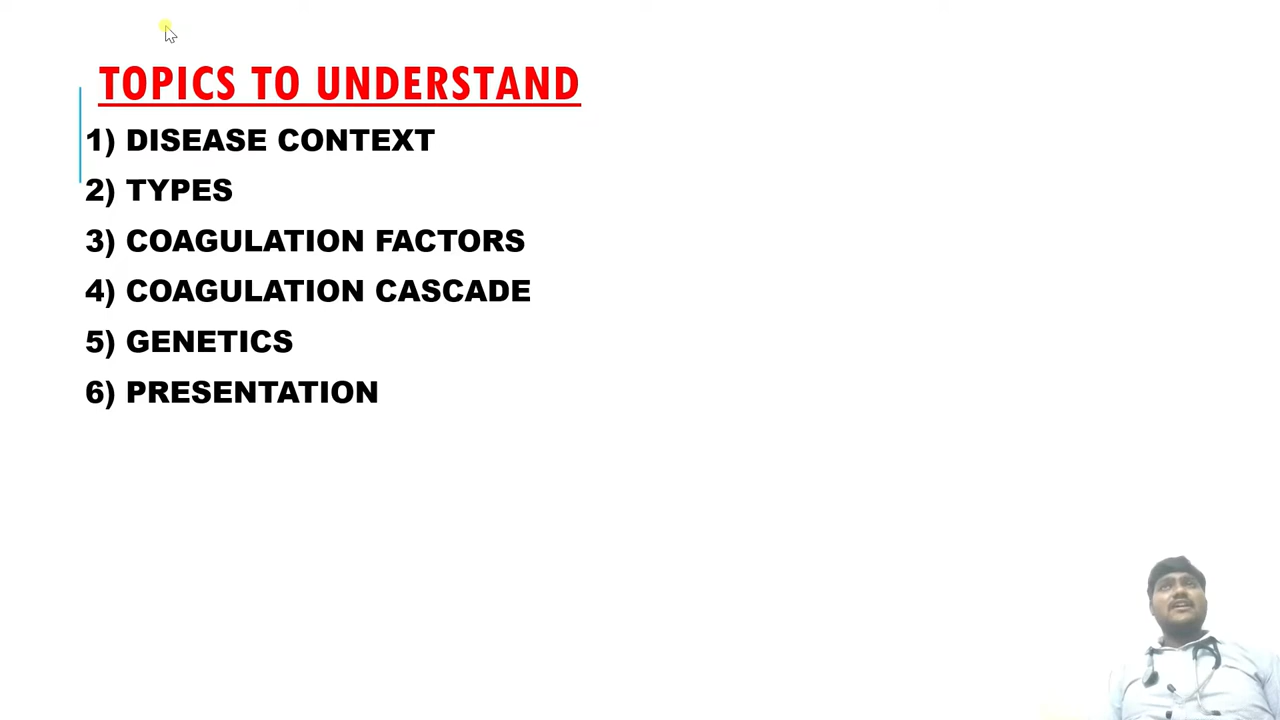 TOPICS TO UNDERSTAND
1) DISEASE CONTEXT
2) TYPES
3) COAGULATION FACTORS
4) COAGULATION CASCADE
5) GENETICS
6) PRESENTATION